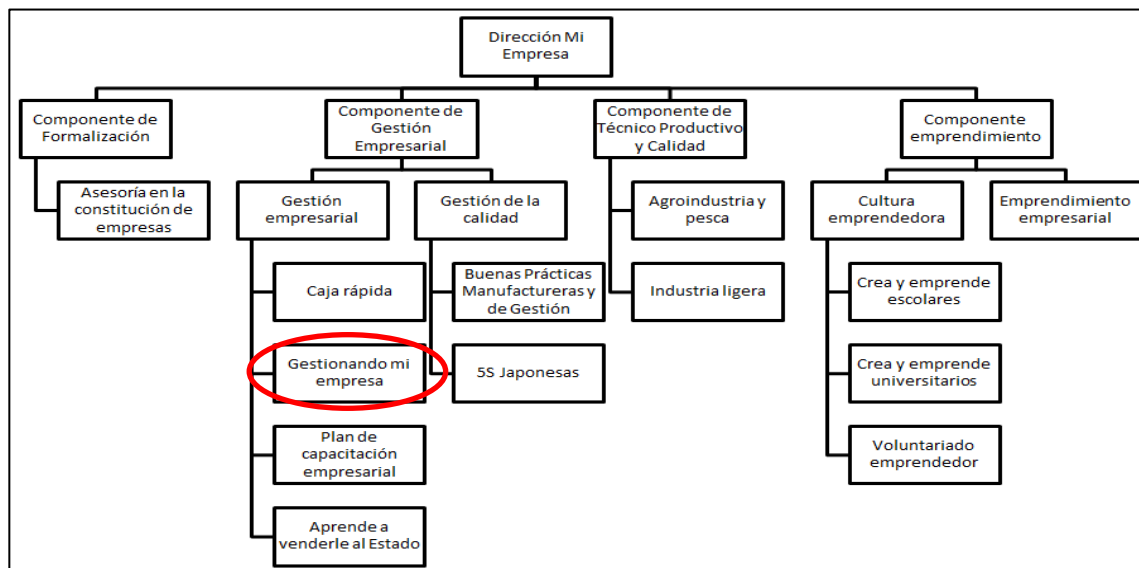 Dirección Mi
Empresa
Componente de
Formalización
Componente de
Gestión
Empresarial
Componente de
Técnico Productivo
y Calidad
Componente
emprendimiento
Asesoría en la
constitución de
empresas
Gestión
empresarial
Gestión de la
calidad
Agroindustria y
pesca
Cultura
emprendedora
Emprendimiento
empresarial
Caja rápida
Buenas Prácticas
Manufactureras y
de Gestión
Industria ligera
Crea y emprende
escolares
Gestionando mi
empresa
5S Japonesas
Crea y emprende
universitarios
Plan de
capacitación
empresarial
Voluntariado
emprendedor
Aprende a
venderle al Estado